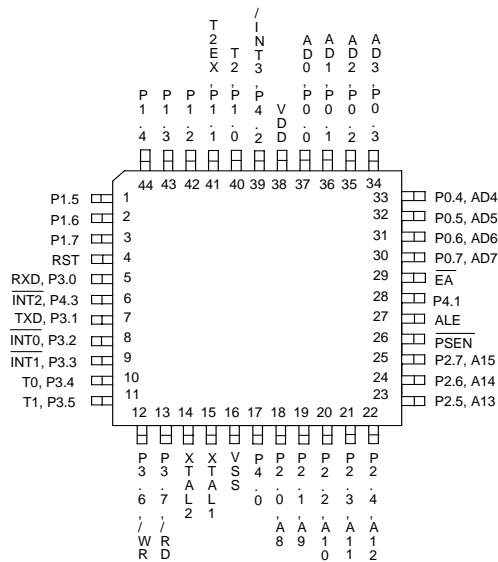 P1.4
P1.3
P1.2
T2EX,P1.1
T2,P1.0
/INT3,P4.2
VDD
AD0,P0.0
AD1,P0.1
AD2,P0.2
AD3,P0.3
44 43 42 41 40 39 38 37 36 35 34
P1.5 1
P1.6 2
P1.7 3
RST 4
RXD, P3.0 5
INT2, P4.3 6
TXD, P3.1 7
INT0, P3.2 8
INT1, P3.3 9
T0, P3.4 10
T1, P3.5 11
33 P0.4, AD4
32 P0.5, AD5
31 P0.6, AD6
30 P0.7, AD7
29 EA
28 P4.1
27 ALE
26 PSEN
25 P2.7, A15
24 P2.6, A14
23 P2.5, A13
12 13 14 15 16 17 18 19 20 21 22
P3.6,/WR
P3.7,/RD
XTAL2
XTAL1
VSS
P4.0
P2.0,A8
P2.1,A9
P2.2,A10
P2.3,A11
P2.4,A12